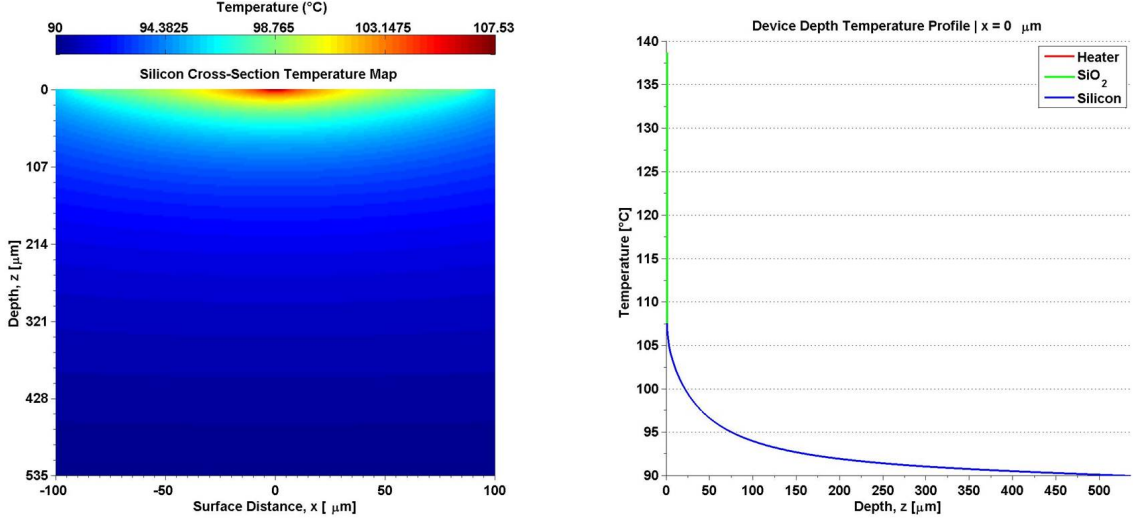 Temperature (°C)
90 94.3825 98.765 103.1475 107.53
Silicon Cross-Section Temperature Map
0
107
214
321
428
535
Depth, z [μm]
-100 -50 0 50 100
Surface Distance, x [ μm]
Device Depth Temperature Profile | x = 0 μm
140
135
130
125
120
115
110
105
100
95
90
Temperature [°C]
Heater
SiO2
Silicon
0 50 100 150 200 250 300 350 400 450 500
Depth, z [μm]